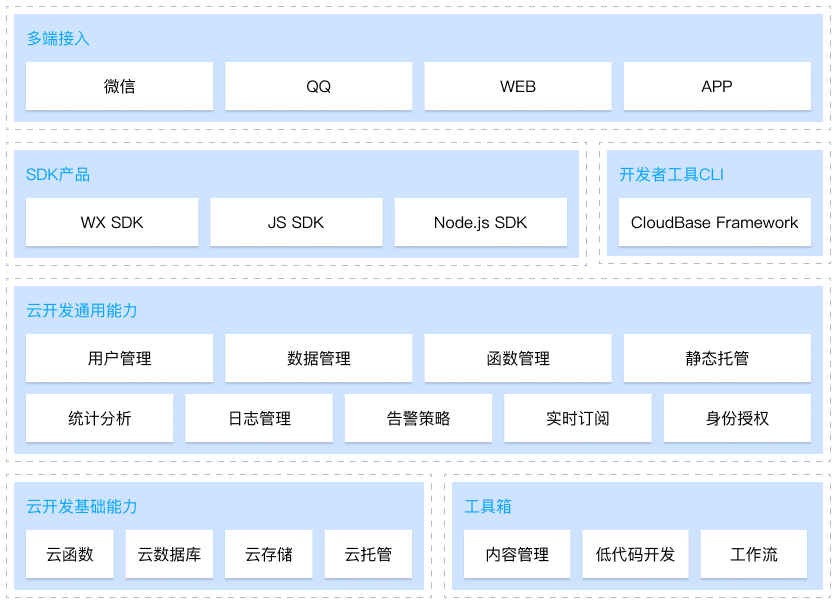 多端接入
微信 QQ WEB APP
SDK产品
WX SDK JS SDK Node.js SDK
开发者工具CLI
CloudBase Framework
云开发通用能力
用户管理 数据管理 函数管理 静态托管
统计分析 日志管理 告警策略 实时订阅 身份授权
云开发基础能力
云函数 云数据库 云存储 云托管
工具箱
内容管理 低代码开发 工作流